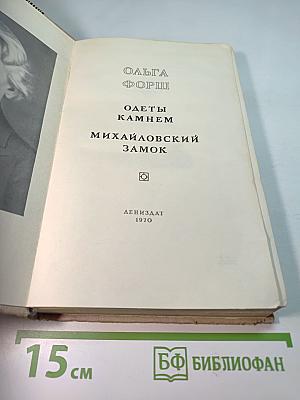 ОЛЬГА
ФОРШ
ОДЕТЫ
КАМНЕМ
МИХАЙЛОВСКИЙ
ЗАМОК
ЛЕНИЗДАТ
1970
15 см
БФ БИБЛИОФАН